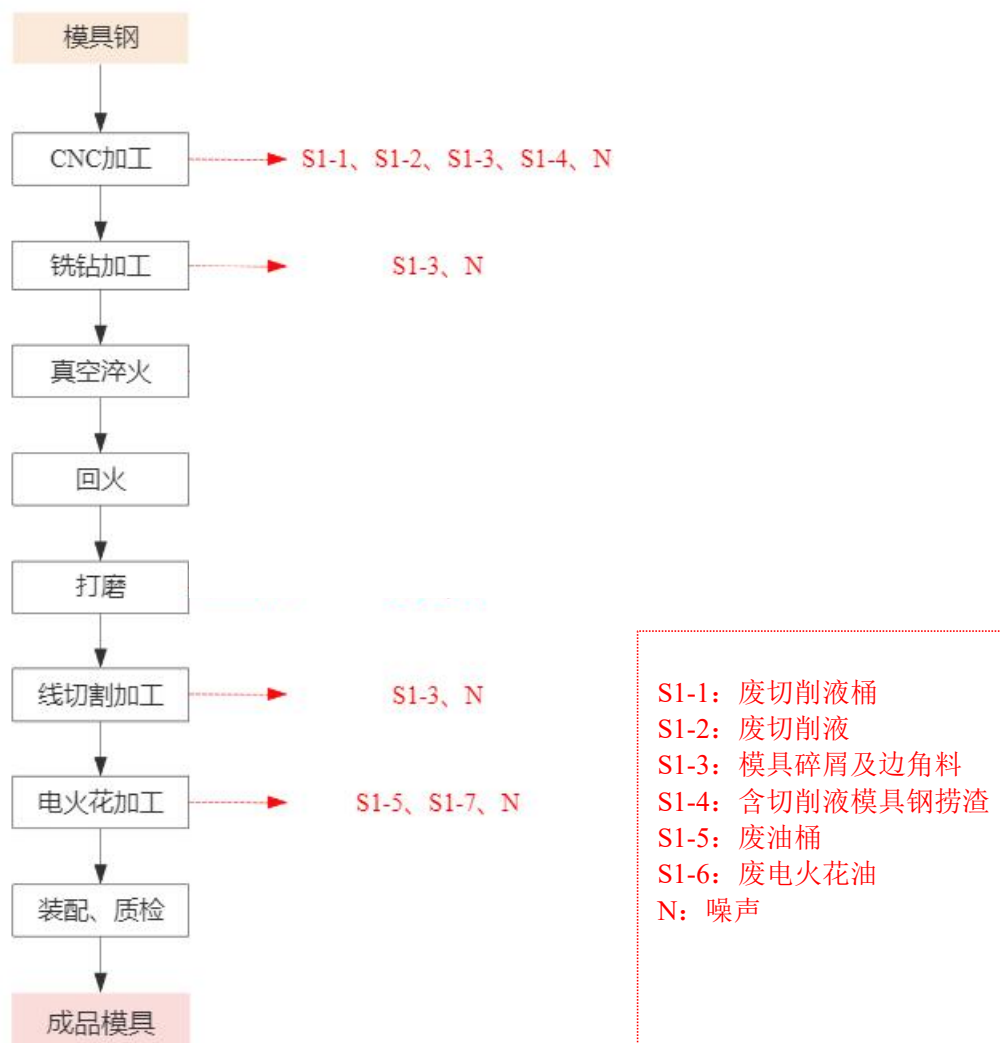 模具钢
CNC加工
S1-1、S1-2、S1-3、S1-4、N
铣钻加工
S1-3、N
真空淬火
回火
打磨
线切割加工
S1-3、N
电火花加工
S1-5、S1-7、N
装配、质检
成品模具
S1-1：废切削液桶
S1-2：废切削液
S1-3：模具碎屑及边角料
S1-4：含切削液模具钢捞渣
S1-5：废油桶
S1-6：废电火花油
N：噪声